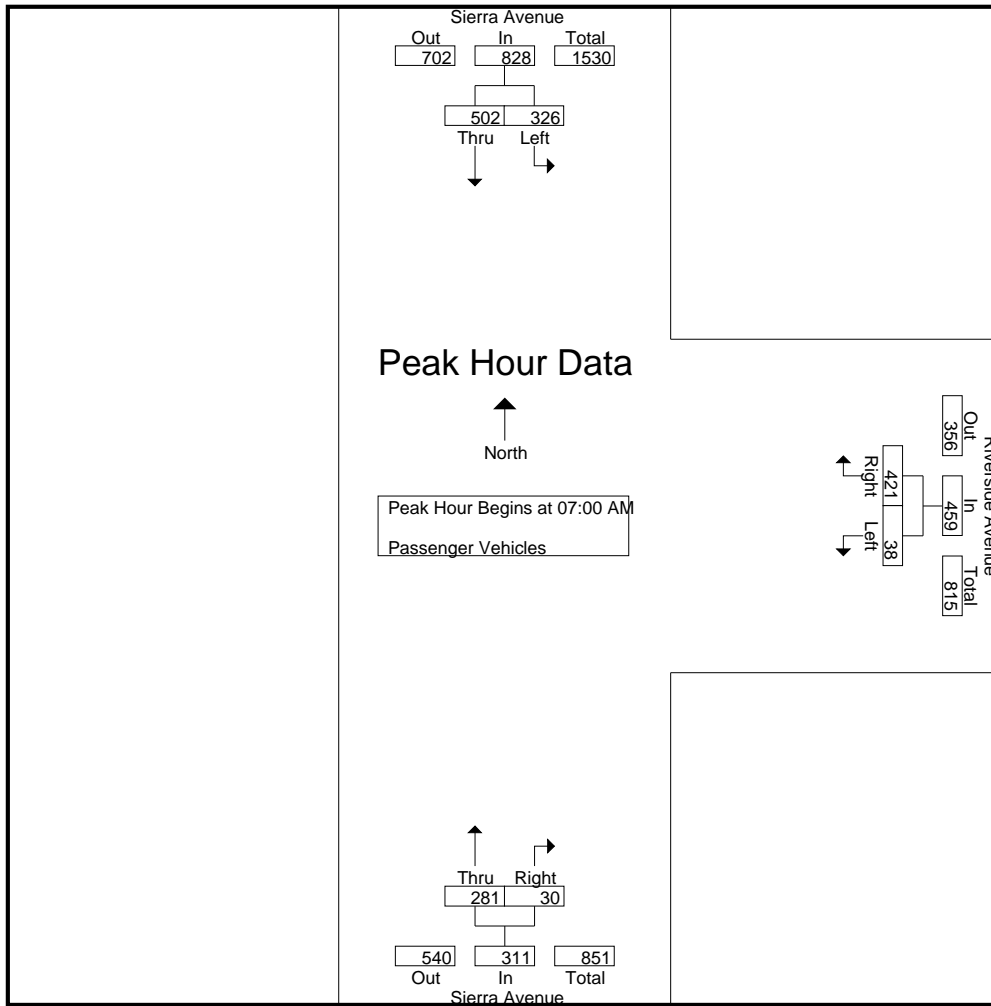 Sierra Avenue
Out In Total
702 828 1530
502 326
Thru Left
Peak Hour Data
North
Peak Hour Begins at 07:00 AM
Passenger Vehicles
Riverside Avenue
Out In Total
356 459 815
421 38
Right Left
Thru Right
281 30
540 311 851
Out In Total
Sierra Avenue